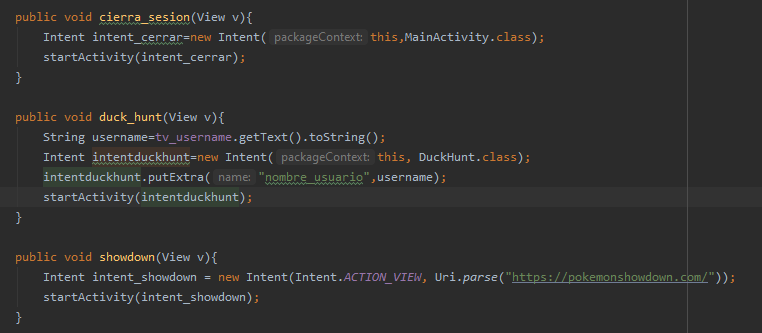 public void cierra_sesion(View v){
Intent intent_cerrar=new Intent( packageContext: this,MainActivity.class);
startActivity(intent_cerrar);
}
public void duck_hunt(View v){
String username=tv_username.getText().toString();
Intent intentduckhunt=new Intent( packageContext: this, DuckHunt.class);
intentduckhunt.putExtra( name: "nombre_usuario",username);
startActivity(intentduckhunt);
}
public void showdown(View v){
Intent intent_showdown = new Intent(Intent.ACTION_VIEW, Uri.parse("https://pokemonshowdown.com/"));
startActivity(intent_showdown);
}